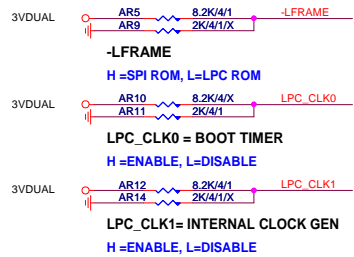 3VDUAL AR5 8.2K/4/1 -LFRAME
AR9 2K/4/1/X
-LFRAME
H =SPI ROM, L=LPC ROM
3VDUAL AR10 8.2K/4/X LPC_CLK0
AR11 2K/4/1
LPC_CLK0 = BOOT TIMER
H =ENABLE, L=DISABLE
3VDUAL AR12 8.2K/4/1 LPC_CLK1
AR14 2K/4/1/X
LPC_CLK1= INTERNAL CLOCK GEN
H =ENABLE, L=DISABLE